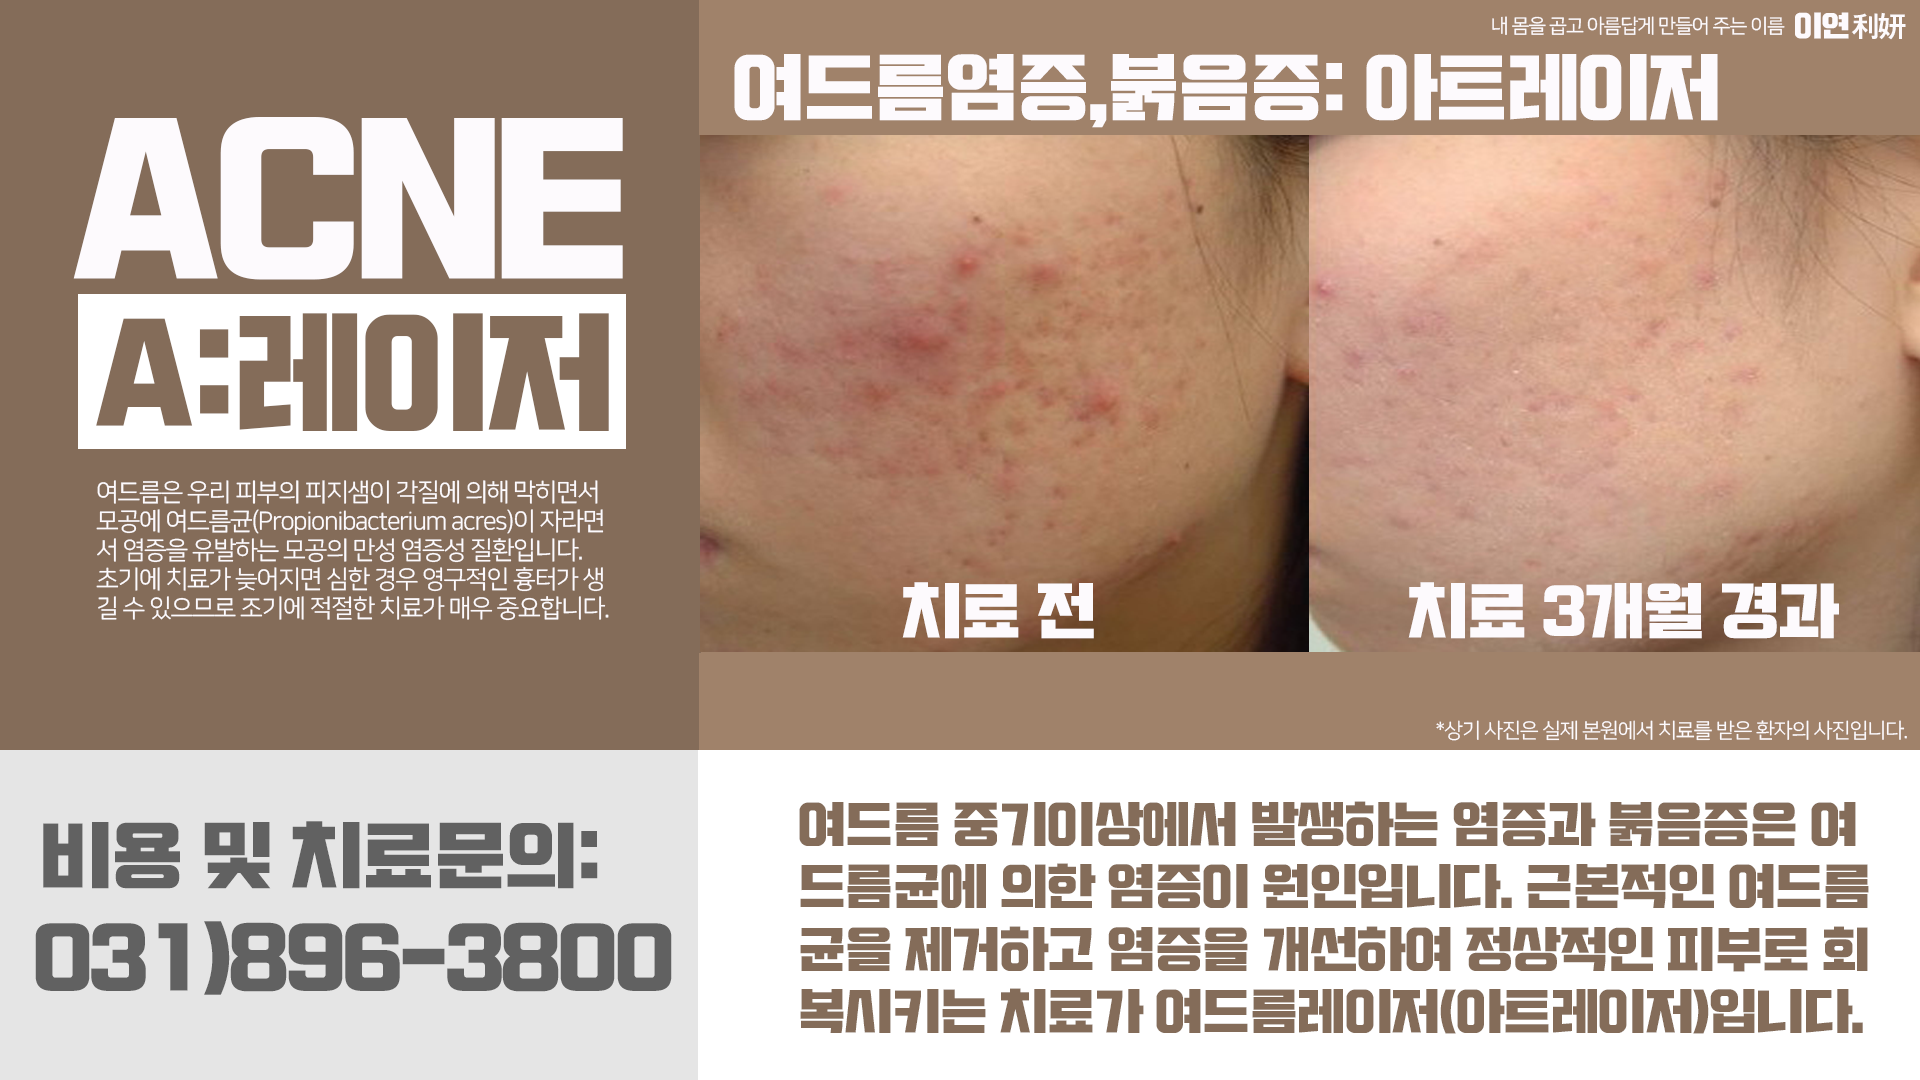 내 몸을 곱고 아름답게 만들어 주는 이름 이연 利妍
여드름염증,붉음증: 아트레이저
ACNE
A:레이저
여드름은 우리 피부의 피지샘이 각질에 의해 막히면서
모공에 여드름균(Propionibacterium acres)이 자라면
서 염증을 유발하는 모공의 만성 염증성 질환입니다.
초기에 치료가 늦어지면 심한 경우 영구적인 흉터가 생
길 수 있으므로 조기에 적절한 치료가 매우 중요합니다.
치료 전
치료 3개월 경과
*상기 사진은 실제 본원에서 치료를 받은 환자의 사진입니다.
비용 및 치료문의:
031)896-3800
여드름 중기이상에서 발생하는 염증과 붉음증은 여
드름균에 의한 염증이 원인입니다. 근본적인 여드름
균을 제거하고 염증을 개선하여 정상적인 피부로 회
복시키는 치료가 여드름레이저(아트레이저)입니다.